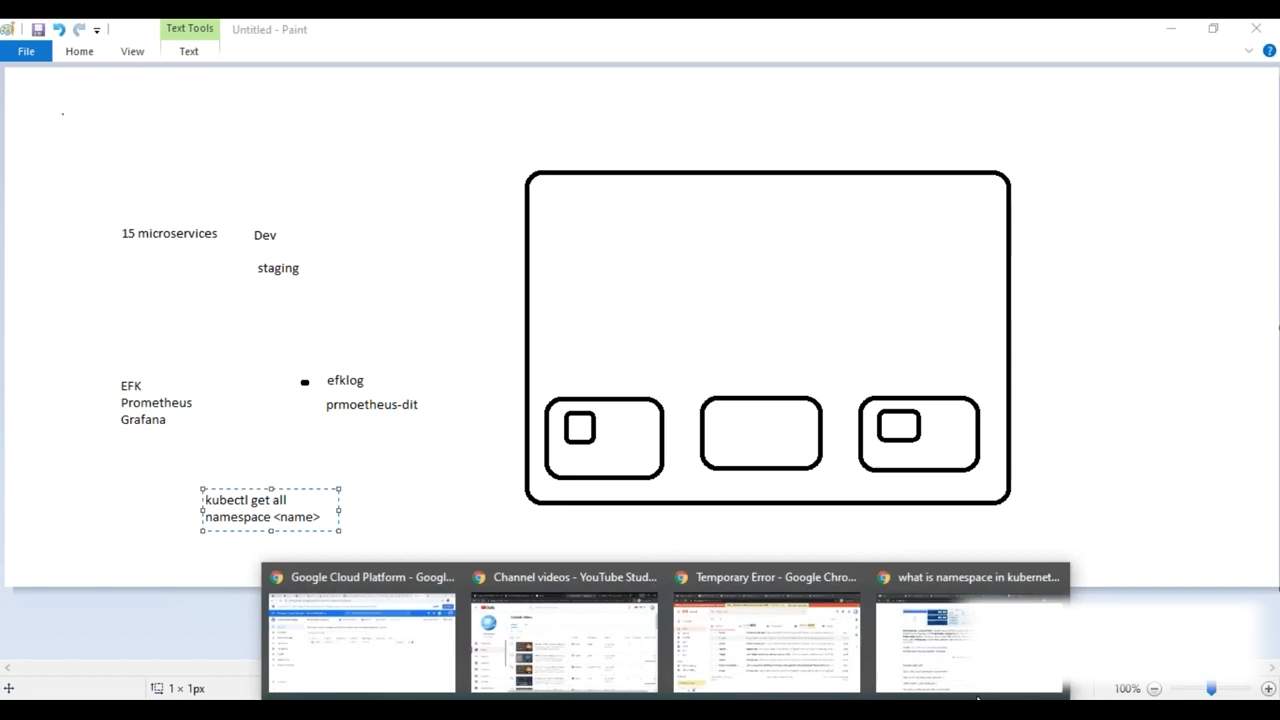 Text Tools
Untitled - Paint
File
Home
View
Text
15 microservices
Dev
staging
EFK
Prometheus
Grafana
efklog
prmoetheus-dit
kubectl get all
namespace <name>
Google Cloud Platform - Googl...
Channel videos - YouTube Stud...
Temporary Error - Google Chro...
what is namespace in kubernet...
1 × 1px
100%